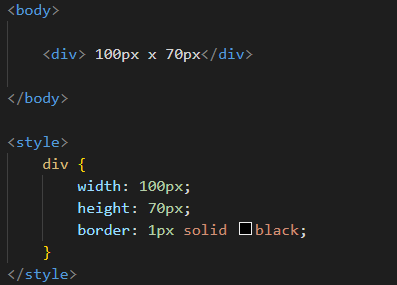 <body>
<div> 100px x 70px</div>
</body>
<style>
div {
width: 100px;
height: 70px;
border: 1px solid black;
}
</style>